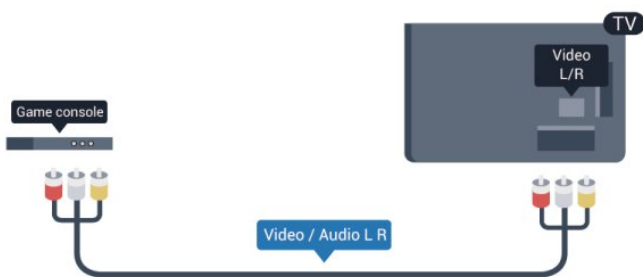 TV
Video
L/R
Game console
Video / Audio L R